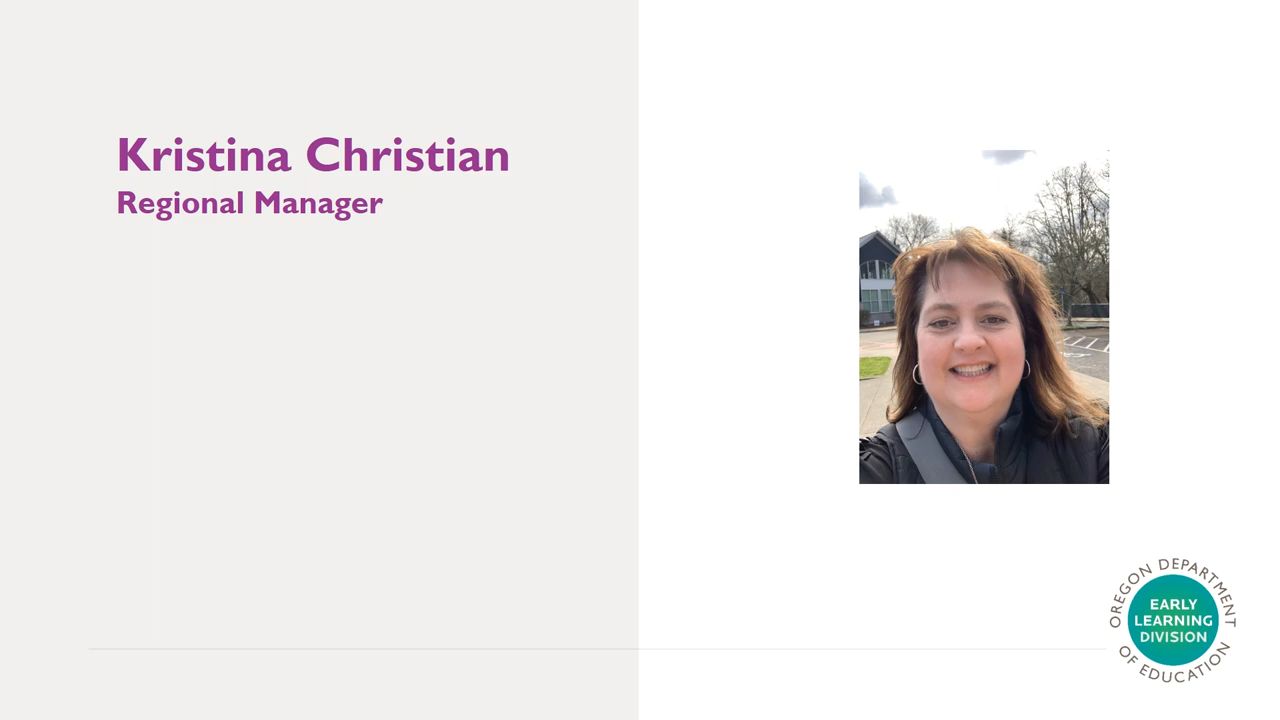 Kristina Christian
Regional Manager
OREGON DEPARTMENT
EARLY
LEARNING
DIVISION
OF EDUCATION